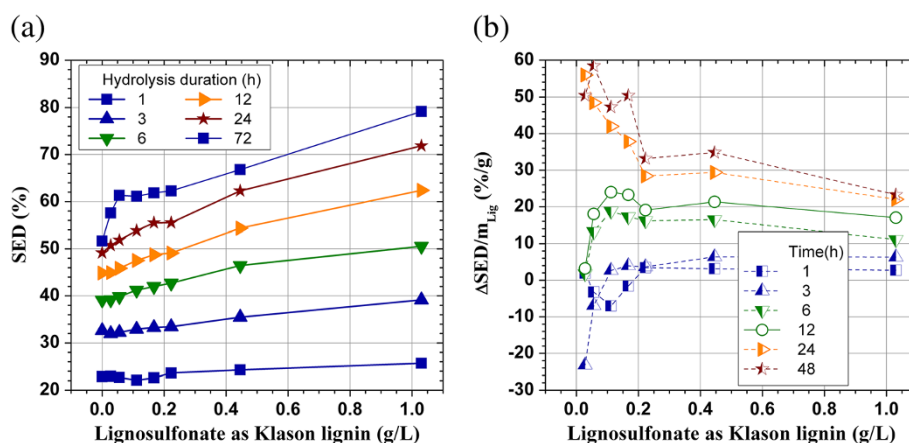 (a)
(b)
SED (%)
90
80
70
60
50
40
30
20
Hydrolysis duration (h)
1 12
3 24
6 72
0.0 0.2 0.4 0.6 0.8 1.0
Lignosulfonate as Klason lignin (g/L)
ΔSED/m_Lig (%/g)
60
50
40
30
20
10
0
-10
-20
-30
Time(h)
1
3
6
12
24
48
0.0 0.2 0.4 0.6 0.8 1.0
Lignosulfonate as Klason lignin (g/L)